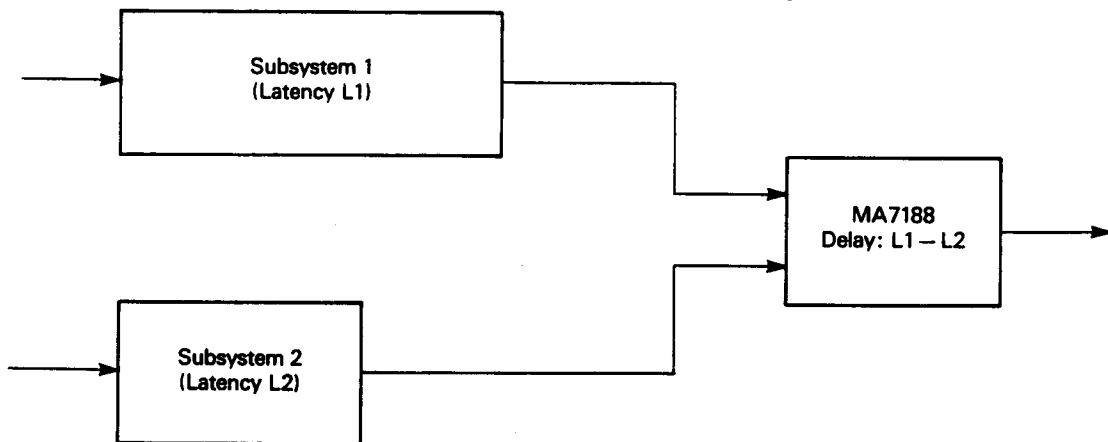 Subsystem 1
(Latency L1)
MA7188
Delay: L1 – L2
Subsystem 2
(Latency L2)